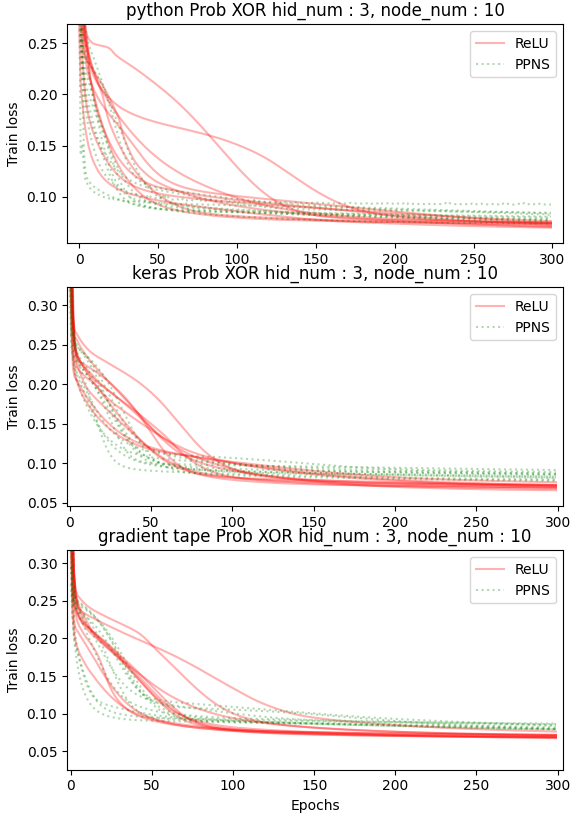 python Prob XOR hid_num : 3, node_num : 10
0.25
0.20
0.15
0.10
Train loss
ReLU
PPNS
0 50 100 150 200 250 300
keras Prob XOR hid_num : 3, node_num : 10
0.30
0.25
0.20
0.15
0.10
0.05
Train loss
ReLU
PPNS
0 50 100 150 200 250 300
gradient tape Prob XOR hid_num : 3, node_num : 10
0.30
0.25
0.20
0.15
0.10
0.05
Train loss
ReLU
PPNS
0 50 100 150 200 250 300
Epochs